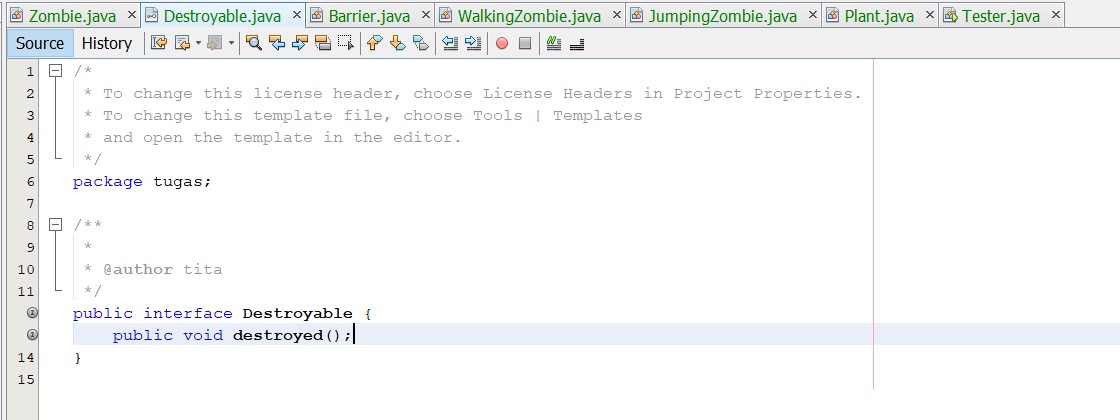 Zombie.java Destroyable.java Barrier.java WalkingZombie.java JumpingZombie.java Plant.java Tester.java
Source History
1 /*
2 * To change this license header, choose License Headers in Project Properties.
3 * To change this template file, choose Tools | Templates
4 * and open the template in the editor.
5 */
6 package tugas;
7
8 /**
9 *
10 * @author tita
11 */
public interface Destroyable {
public void destroyed();
14 }
15